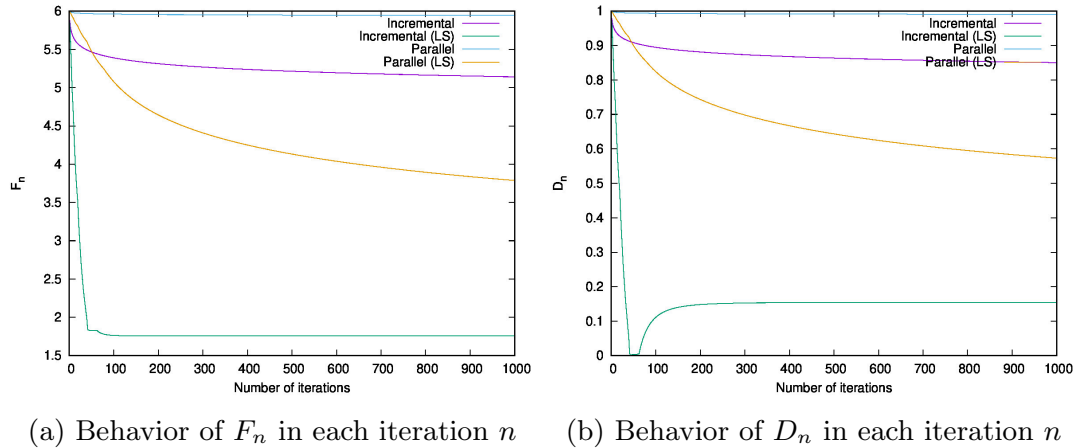 6
5.5
5
4.5
4
3.5
3
2.5
2
1.5
F_n
0 100 200 300 400 500 600 700 800 900 1000
Number of iterations
Incremental
Incremental (LS)
Parallel
Parallel (LS)
(a) Behavior of F_n in each iteration n
1
0.9
0.8
0.7
0.6
0.5
0.4
0.3
0.2
0.1
0
D_n
0 100 200 300 400 500 600 700 800 900 1000
Number of iterations
Incremental
Incremental (LS)
Parallel
Parallel (LS)
(b) Behavior of D_n in each iteration n